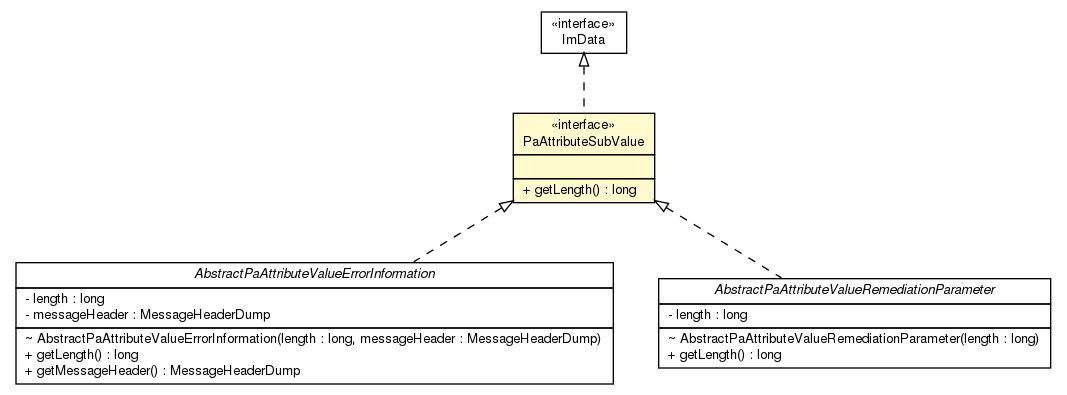 «interface»
ImData
«interface»
PaAttributeSubValue
+ getLength() : long
AbstractPaAttributeValueErrorInformation
- length : long
- messageHeader : MessageHeaderDump
~ AbstractPaAttributeValueErrorInformation(length : long, messageHeader : MessageHeaderDump)
+ getLength() : long
+ getMessageHeader() : MessageHeaderDump
AbstractPaAttributeValueRemediationParameter
- length : long
~ AbstractPaAttributeValueRemediationParameter(length : long)
+ getLength() : long